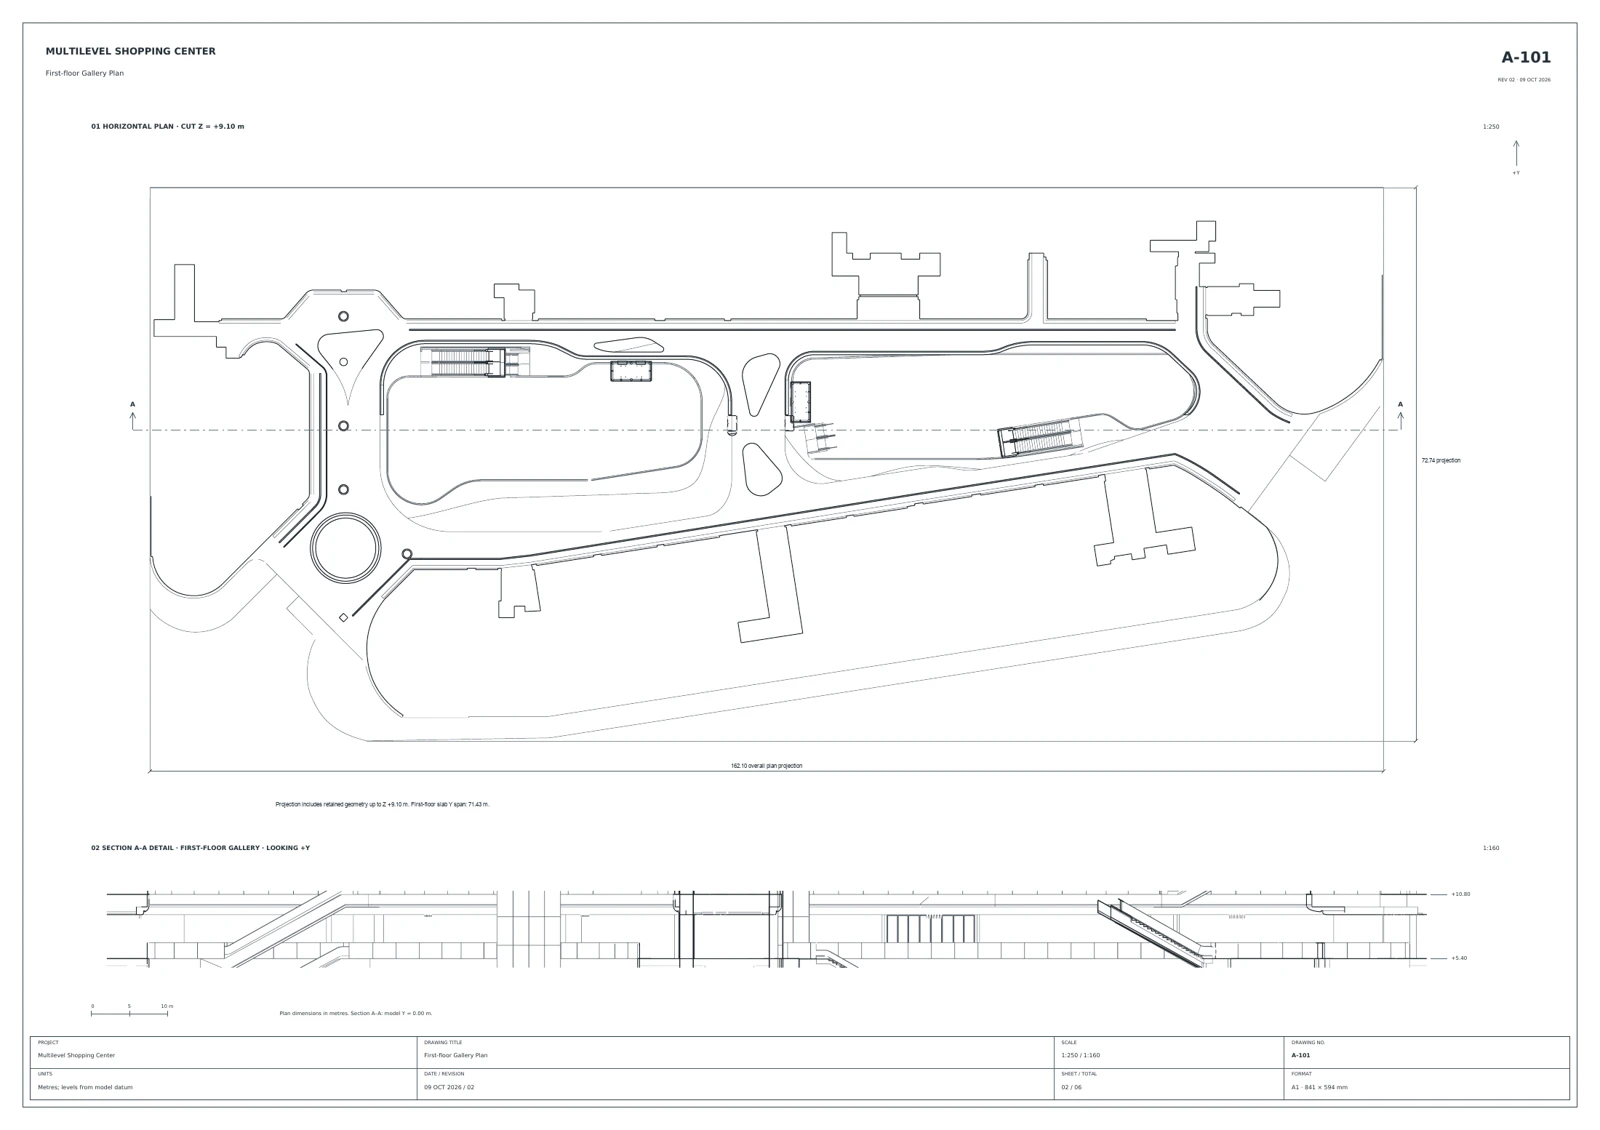 MULTILEVEL SHOPPING CENTER
A-101
First-floor Gallery Plan
REV 02 · 09 OCT 2026
01 HORIZONTAL PLAN · CUT Z = +9.10 m
1:250
+Y
A
A
72.74 projection
162.10 overall plan projection
Projection includes retained geometry up to Z +9.10 m. First-floor slab Y span: 71.43 m.
02 SECTION A–A DETAIL · FIRST-FLOOR GALLERY · LOOKING +Y
1:160
+10.80
+5.40
0 5 10 m
Plan dimensions in metres. Section A–A: model Y = 0.00 m.
PROJECT
Multilevel Shopping Center
DRAWING TITLE
First-floor Gallery Plan
SCALE
1:250 / 1:160
DRAWING NO.
A-101
UNITS
Metres; levels from model datum
DATE / REVISION
09 OCT 2026 / 02
SHEET / TOTAL
02 / 06
FORMAT
A1 · 841 × 594 mm